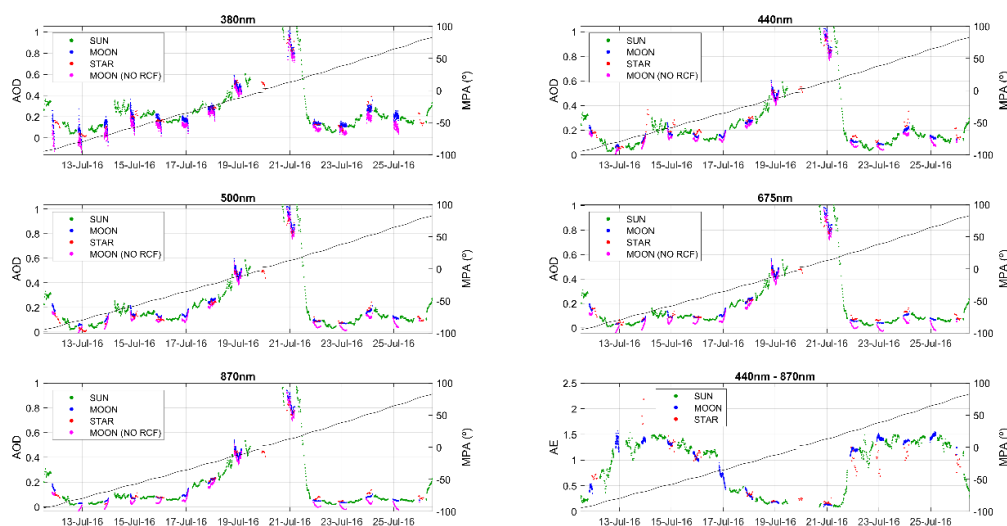 380nm
SUN
MOON
STAR
MOON (NO RCF)
AOD
1
0.8
0.6
0.4
0.2
0
100
50
0
-50
-100
MPA (º)
13-Jul-16 15-Jul-16 17-Jul-16 19-Jul-16 21-Jul-16 23-Jul-16 25-Jul-16
440nm
SUN
MOON
STAR
MOON (NO RCF)
AOD
1
0.8
0.6
0.4
0.2
0
100
50
0
-50
-100
MPA (º)
13-Jul-16 15-Jul-16 17-Jul-16 19-Jul-16 21-Jul-16 23-Jul-16 25-Jul-16
500nm
SUN
MOON
STAR
MOON (NO RCF)
AOD
1
0.8
0.6
0.4
0.2
0
100
50
0
-50
-100
MPA (º)
13-Jul-16 15-Jul-16 17-Jul-16 19-Jul-16 21-Jul-16 23-Jul-16 25-Jul-16
675nm
SUN
MOON
STAR
MOON (NO RCF)
AOD
1
0.8
0.6
0.4
0.2
0
100
50
0
-50
-100
MPA (º)
13-Jul-16 15-Jul-16 17-Jul-16 19-Jul-16 21-Jul-16 23-Jul-16 25-Jul-16
870nm
SUN
MOON
STAR
MOON (NO RCF)
AOD
1
0.8
0.6
0.4
0.2
0
100
50
0
-50
-100
MPA (º)
13-Jul-16 15-Jul-16 17-Jul-16 19-Jul-16 21-Jul-16 23-Jul-16 25-Jul-16
440nm - 870nm
SUN
MOON
STAR
AE
2.5
2
1.5
1
0.5
0
100
50
0
-50
-100
MPA (º)
13-Jul-16 15-Jul-16 17-Jul-16 19-Jul-16 21-Jul-16 23-Jul-16 25-Jul-16